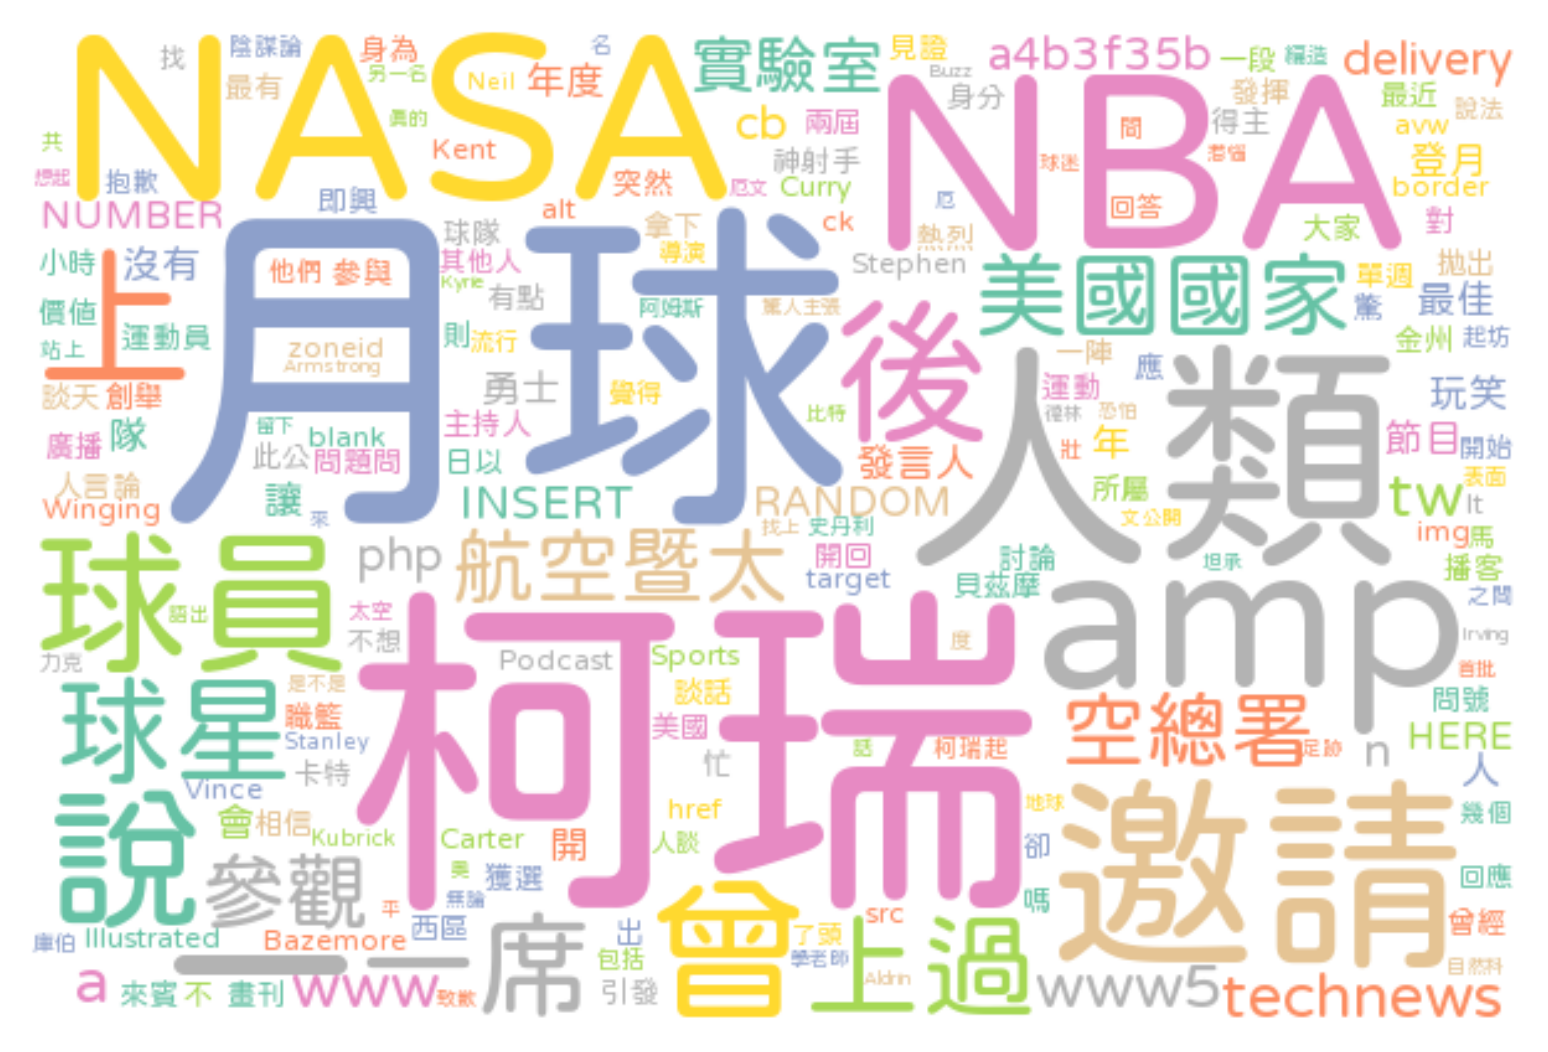 NASA
NBA
月球
人類
柯瑞
amp
邀請
球員
球星
說
上
後
曾
上過
一席
參觀
美國國家
航空暨太
空總署
實驗室
technews
www5
www
tw
a
php
INSERT
RANDOM
NUMBER
HERE
delivery
a4b3f35b
cb
找
陰謀論
身為
名
另一名
Neil
年度
最有
真的
見證
Buzz
一段
編造
身分
發揮
最近
說法
得主
avw
共
Kent
兩屆
神射手
間
球迷
登月
想起
抱歉
即興
突然
厄文
Curry
厄
回答
border
alt
ck
熱烈
大家
對
小時
沒有
他們
參與
球隊
其他人
Kyrie
有點
拿下
導演
Stephen
單週
拋出
價值
運動員
站上
則
流行
阿姆斯
驚人主張
驚
最佳
金州
起坊
zoneid
Armstrong
談天
創舉
勇士
覺得
一陣
應
運動
玩笑
廣播
隊
留下
blank
此公
問題問
主持人
日以
比特
發言人
恐怕
壯
年
節目
開始
人言論
Winging
讓
來
所屬
文公開
lt
表面
img
馬
找上
史丹利
開回
target
討論
貝茲摩
坦承
播客
之間
語出
太空
不想
力克
Podcast
Sports
談話
度
Irving
首批
是不是
職籃
Stanley
卡特
Vince
美國
忙
話
柯瑞起
足跡
問號
n
人
會
相信
Kubrick
Carter
開
href
人談
地球
卻
幾個
獲選
無論
平
西區
出
src
了頭
嗎
回應
曾經
庫伯
Illustrated
Bazemore
包括
學老師
Aldrin
自然科
來賓
不
畫刊
致歉
引發